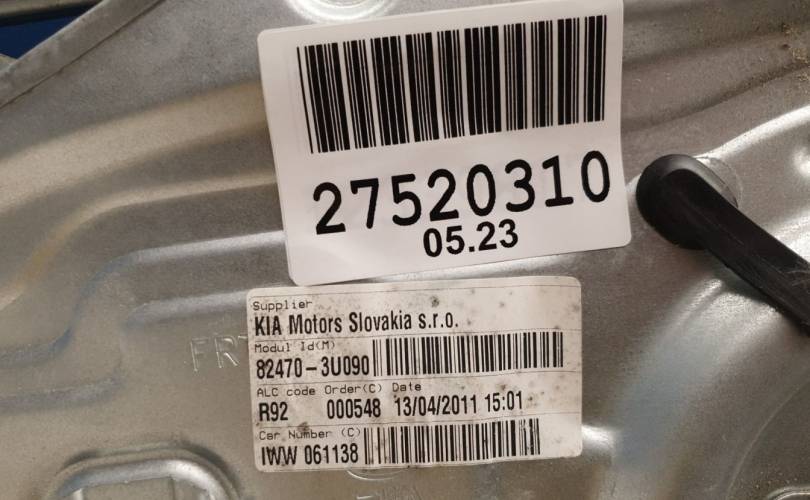 27520310
05.23
Supplier
KIA Motors Slovakia s.r.o.
Modul Id(M)
82470-3U090
ALC code Order(C) Date
R92 000548 13/04/2011 15:01
Car Number (C)
IWW 061138